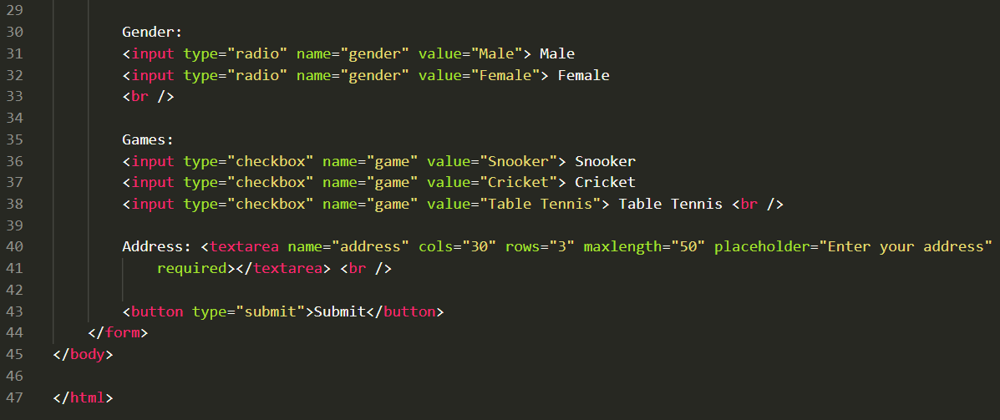 29
30 Gender:
31 <input type="radio" name="gender" value="Male"> Male
32 <input type="radio" name="gender" value="Female"> Female
33 <br />
34
35 Games:
36 <input type="checkbox" name="game" value="Snooker"> Snooker
37 <input type="checkbox" name="game" value="Cricket"> Cricket
38 <input type="checkbox" name="game" value="Table Tennis"> Table Tennis <br />
39
40 Address: <textarea name="address" cols="30" rows="3" maxlength="50" placeholder="Enter your address"
41 required></textarea> <br />
42
43 <button type="submit">Submit</button>
44 </form>
45 </body>
46
47 </html>